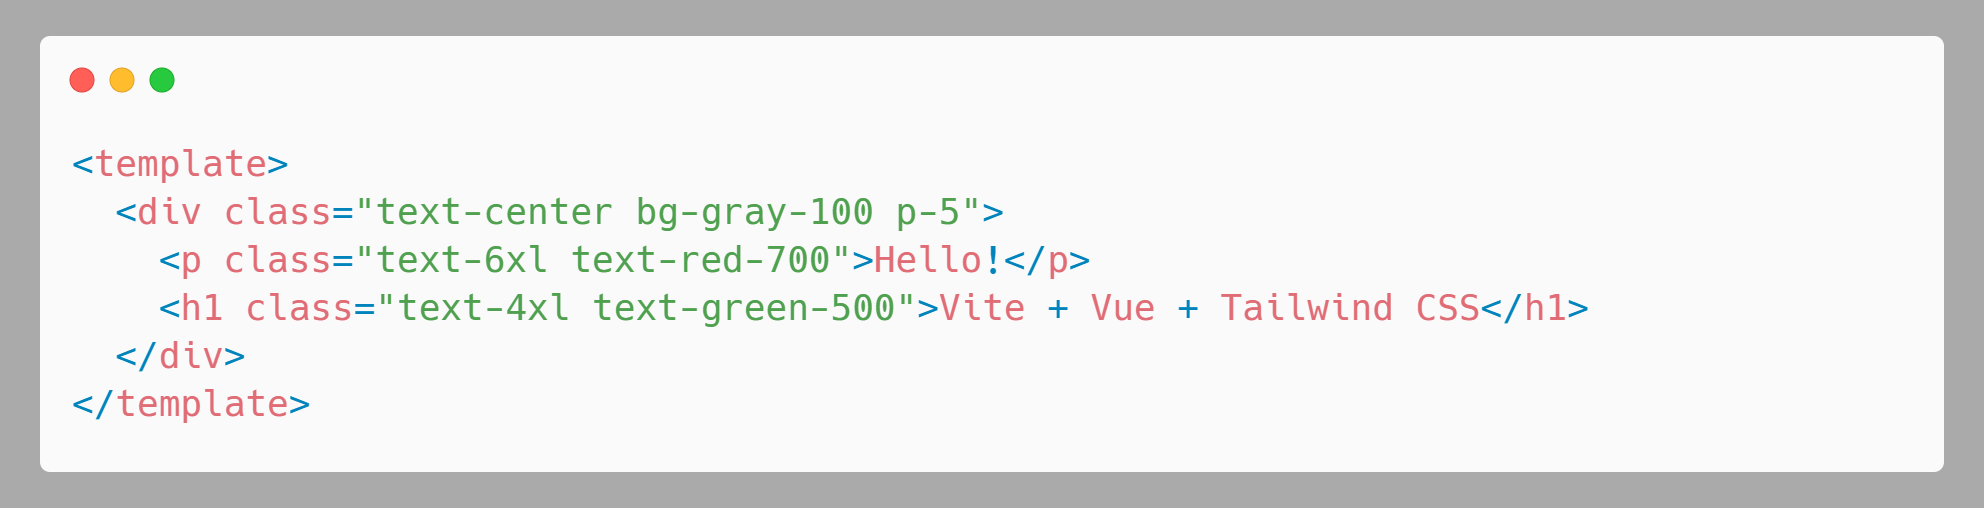 <template>
  <div class="text-center bg-gray-100 p-5">
    <p class="text-6xl text-red-700">Hello!</p>
    <h1 class="text-4xl text-green-500">Vite + Vue + Tailwind CSS</h1>
  </div>
</template>